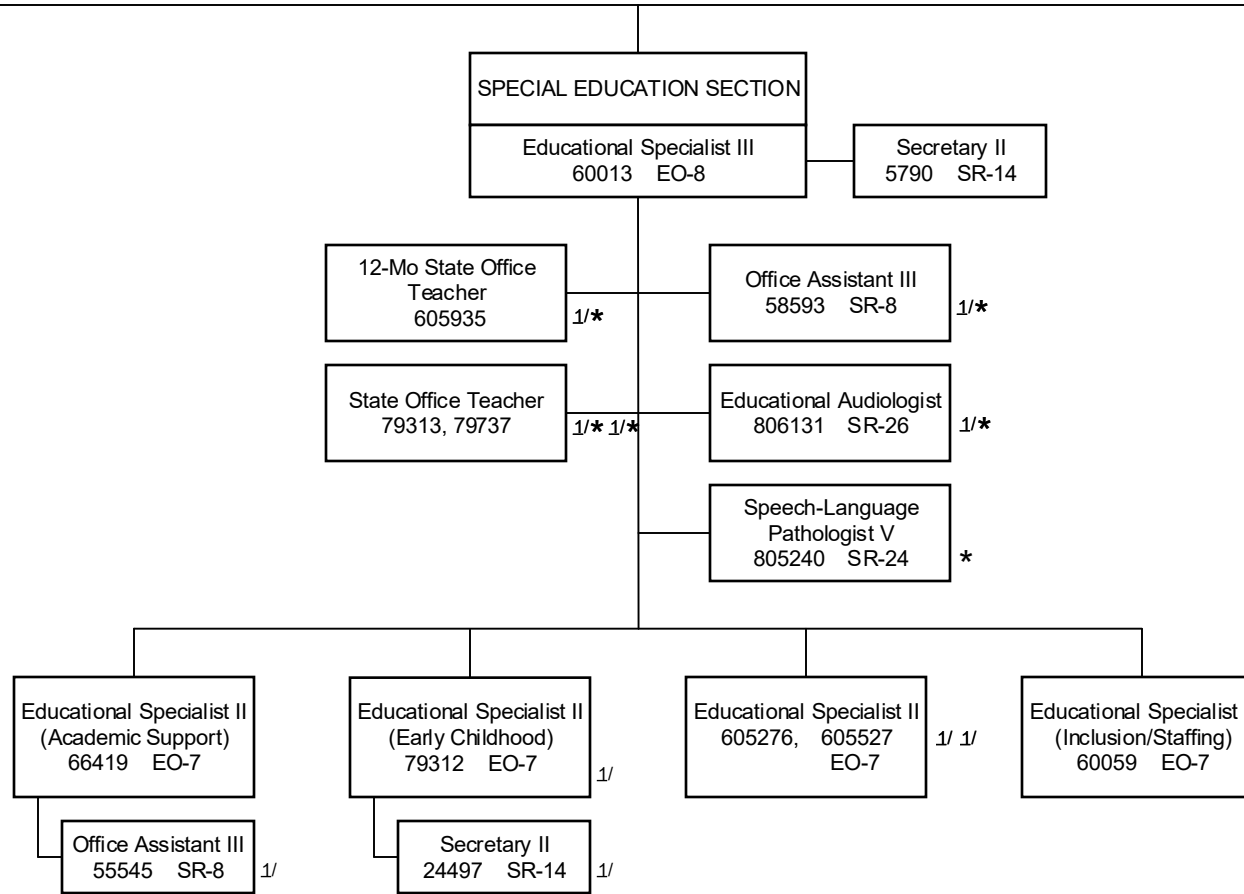 SPECIAL EDUCATION SECTION
Educational Specialist III
60013 EO-8
Secretary II
5790 SR-14
12-Mo State Office
Teacher
605935
1/*
Office Assistant III
58593 SR-8
1/*
State Office Teacher
79313, 79737
1/* 1/*
Educational Audiologist
806131 SR-26
1/*
Speech-Language
Pathologist V
805240 SR-24
*
Educational Specialist II
(Academic Support)
66419 EO-7
Educational Specialist II
(Early Childhood)
79312 EO-7
1/
Educational Specialist II
605276, 605527
EO-7
1/ 1/
Educational Specialist
(Inclusion/Staffing)
60059 EO-7
Office Assistant III
55545 SR-8
1/
Secretary II
24497 SR-14
1/